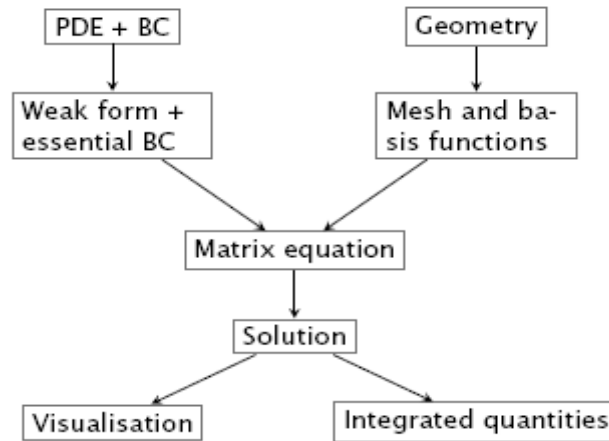 PDE + BC
Geometry
Weak form +
essential BC
Mesh and ba-
sis functions
Matrix equation
Solution
Visualisation
Integrated quantities